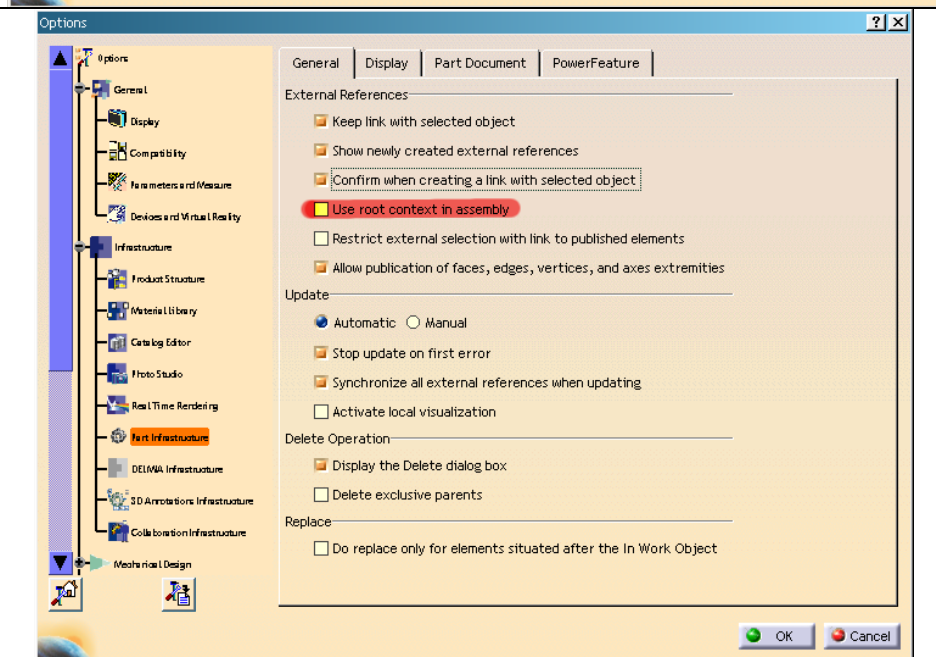 Options
Options
General
Display
Compatibility
Parameters and Measure
Devices and Virtual Reality
Infrastructure
Product Structure
Material Library
Catalog Editor
Photo Studio
Real Time Rendering
Part Infrastructure
DELMIA Infrastructure
3D Annotations Infrastructure
Collaboration Infrastructure
Mechanical Design
General Display Part Document PowerFeature
External References
Keep link with selected object
Show newly created external references
Confirm when creating a link with selected object
Use root context in assembly
Restrict external selection with link to published elements
Allow publication of faces, edges, vertices, and axes extremities
Update
Automatic Manual
Stop update on first error
Synchronize all external references when updating
Activate local visualization
Delete Operation
Display the Delete dialog box
Delete exclusive parents
Replace
Do replace only for elements situated after the In Work Object
OK Cancel